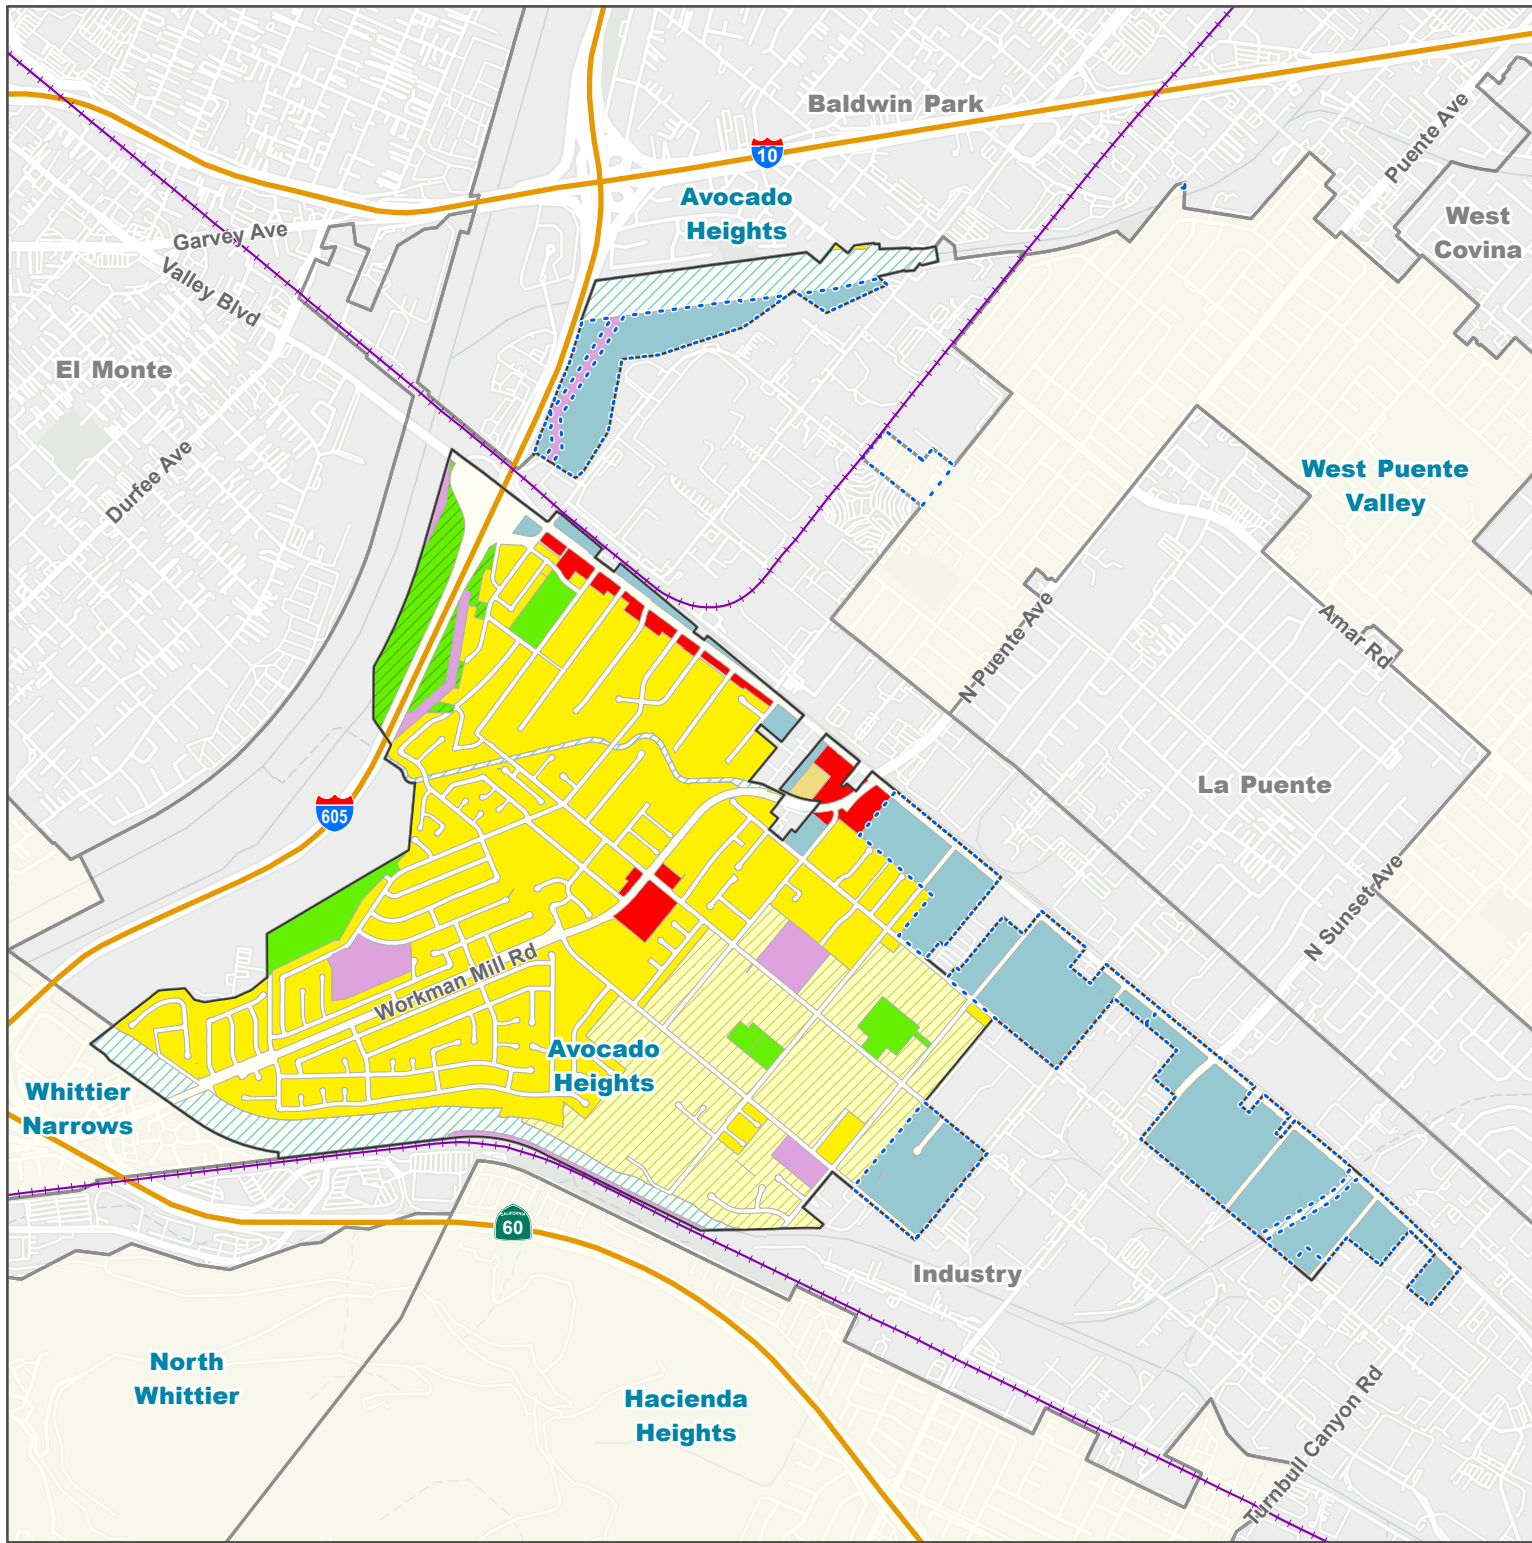 Baldwin Park
10
Puente Ave
Avocado
Heights
West
Covina
Garvey Ave
Valley Blvd
El Monte
Durfee Ave
West Puente
Valley
Amar Rd
N Puente Ave
La Puente
605
N Sunset Ave
Workman Mill Rd
Avocado
Heights
Whittier
Narrows
CALIFORNIA
60
Industry
North
Whittier
Hacienda
Heights
Turnbull Canyon Rd